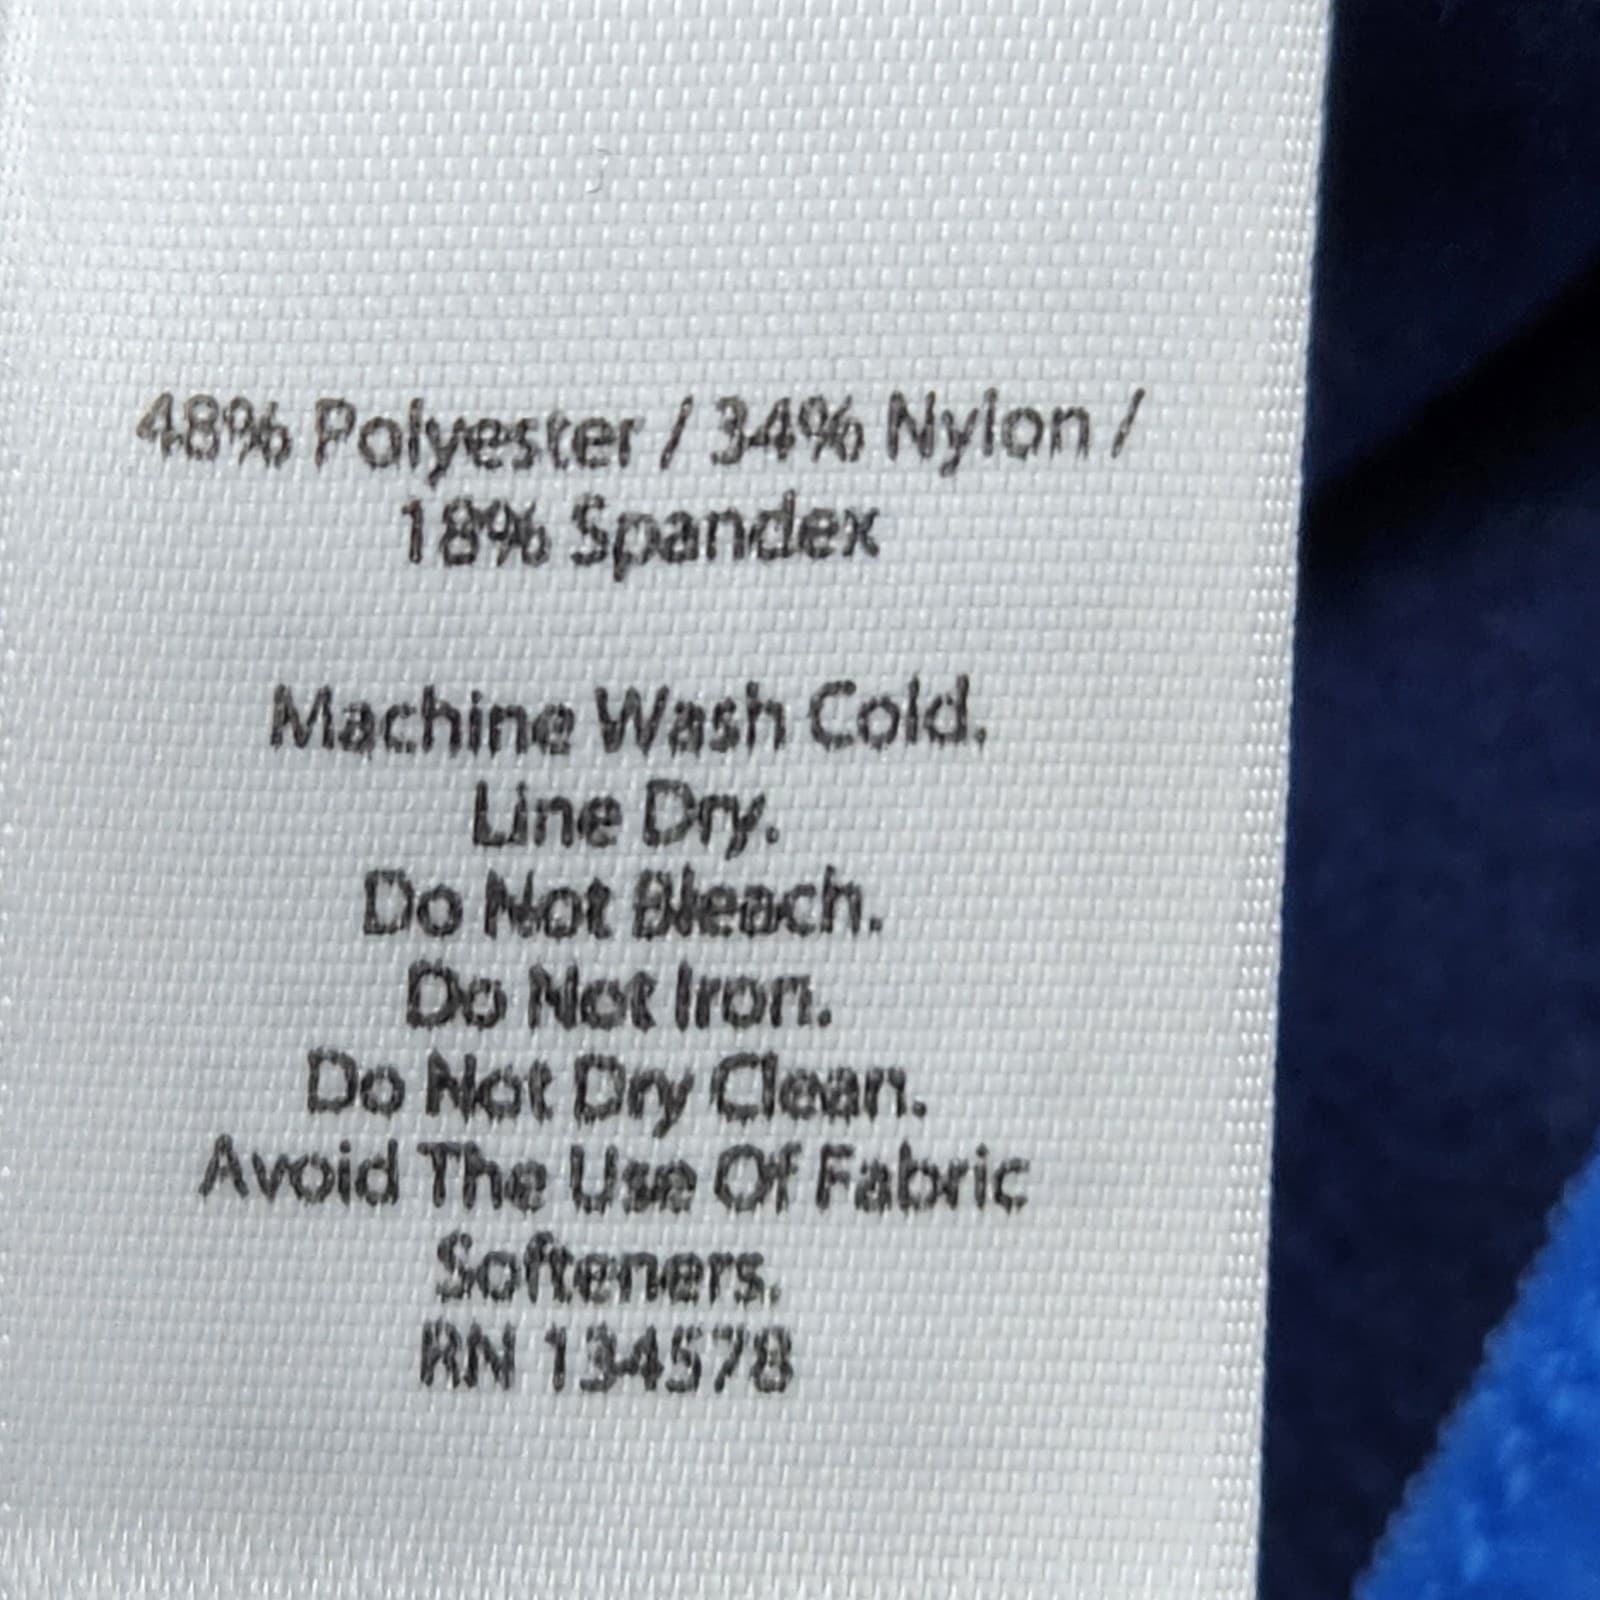 48% Polyester / 34% Nylon /
18% Spandex
Machine Wash Cold.
Line Dry.
Do Not Bleach.
Do Not Iron.
Do Not Dry Clean.
Avoid The Use Of Fabric
Softeners.
RN 134578